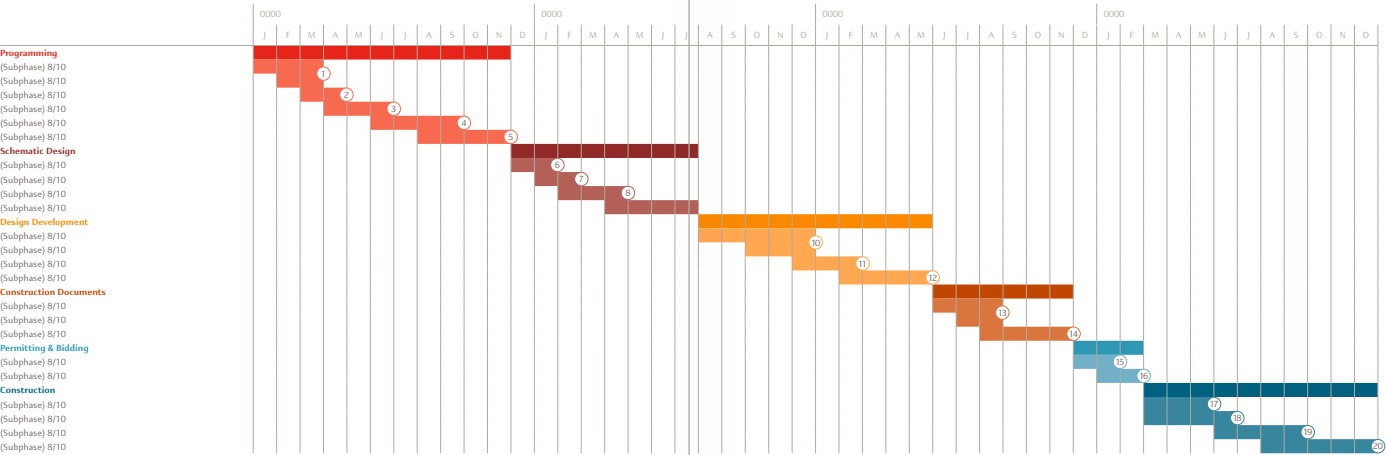 0000 0000 0000 0000
J F M A M J J A S O N D J F M A M J J A S O N D J F M A M J J A S O N D J F M A M J J A S O N D
Programming
(Subphase) 8/10
(Subphase) 8/10
1
(Subphase) 8/10 2
(Subphase) 8/10 3
(Subphase) 8/10 4
(Subphase) 8/10 5
Schematic Design
(Subphase) 8/10 6
(Subphase) 8/10 7
(Subphase) 8/10 8
(Subphase) 8/10
Design Development
(Subphase) 8/10
10
(Subphase) 8/10
(Subphase) 8/10 11
(Subphase) 8/10 12
Construction Documents
(Subphase) 8/10
13
(Subphase) 8/10
(Subphase) 8/10 14
Permitting & Bidding
(Subphase) 8/10 15
(Subphase) 8/10 16
Construction
(Subphase) 8/10 17
(Subphase) 8/10 18
(Subphase) 8/10 19
(Subphase) 8/10 20